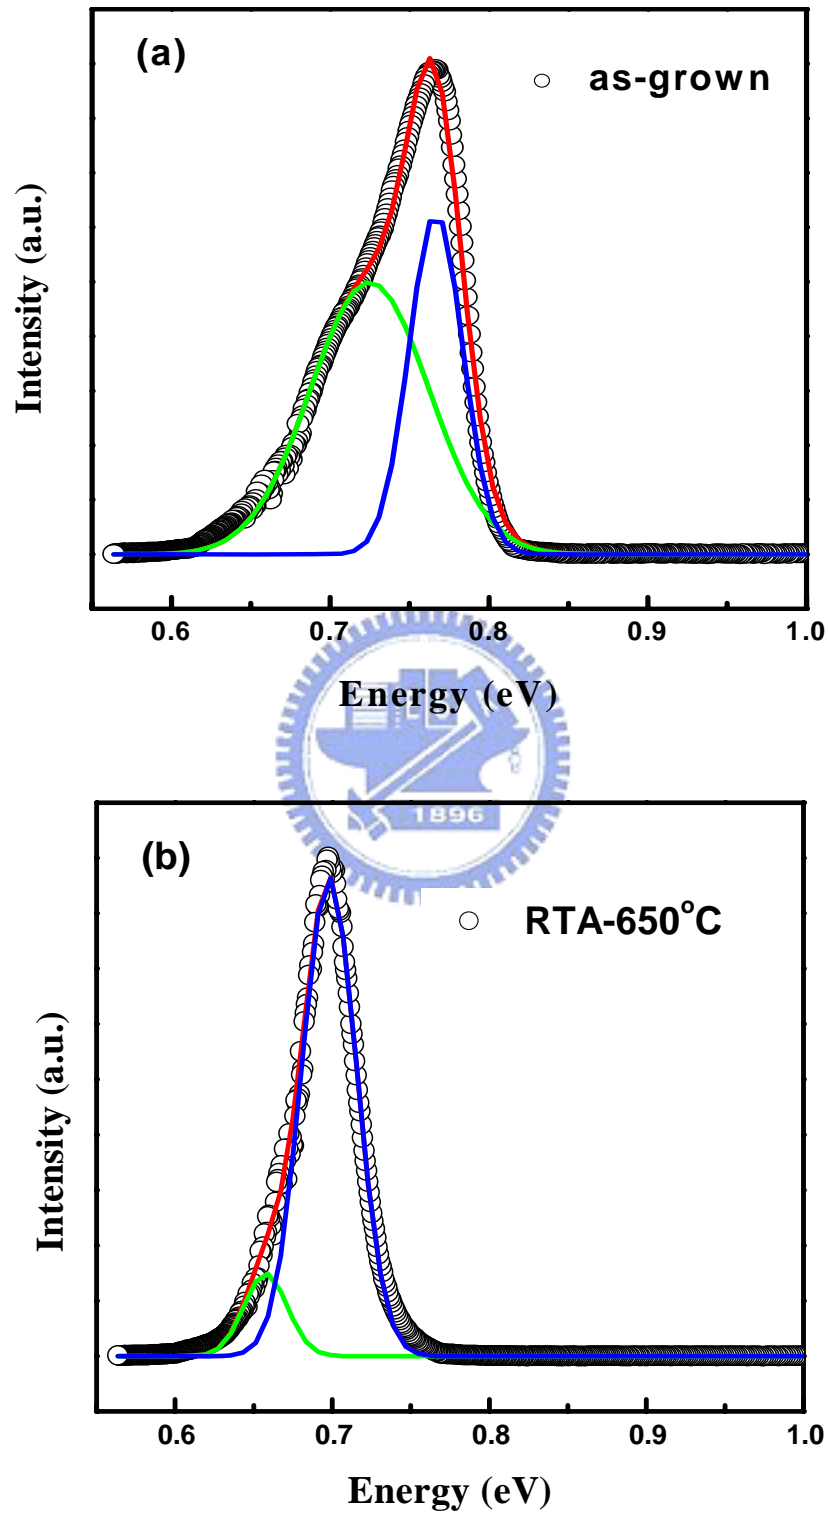 (a)
as-grown
Intensity (a.u.)
0.6 0.7 0.8 0.9 1.0
Energy (eV)
1896
(b)
RTA-650°C
Intensity (a.u.)
0.6 0.7 0.8 0.9 1.0
Energy (eV)